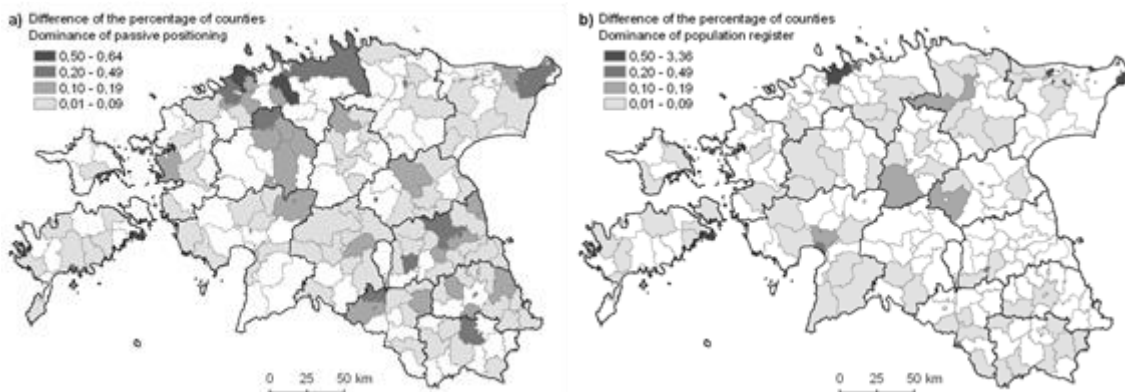 a) Difference of the percentage of counties
Dominance of passive positioning
0,50 - 0,64
0,20 - 0,49
0,10 - 0,19
0,01 - 0,09
0 25 50 km
b) Difference of the percentage of counties
Dominance of population register
0,50 - 3,36
0,20 - 0,49
0,10 - 0,19
0,01 - 0,09
0 25 50 km